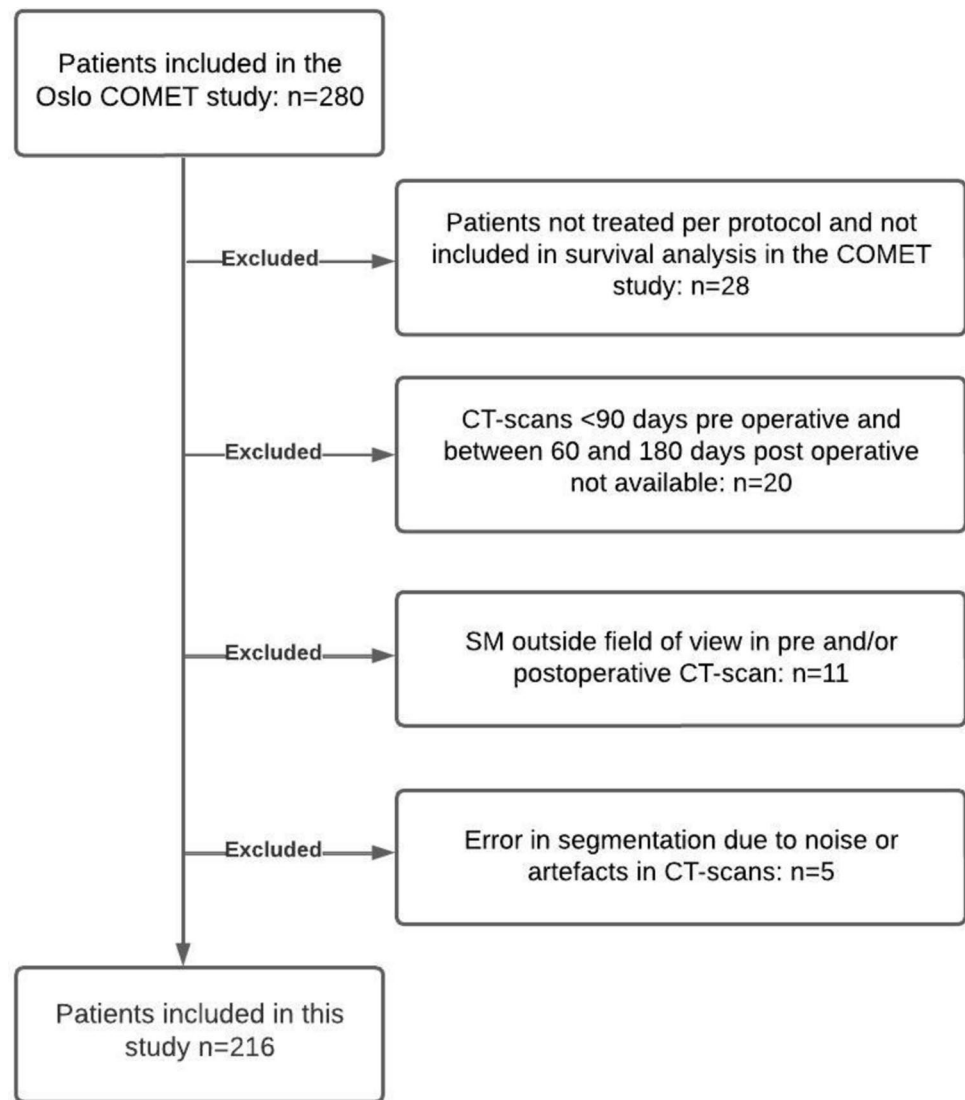 Patients included in the
Oslo COMET study: n=280
Excluded
Patients not treated per protocol and not
included in survival analysis in the COMET
study: n=28
Excluded
CT-scans <90 days pre operative and
between 60 and 180 days post operative
not available: n=20
Excluded
SM outside field of view in pre and/or
postoperative CT-scan: n=11
Excluded
Error in segmentation due to noise or
artefacts in CT-scans: n=5
Patients included in this
study n=216